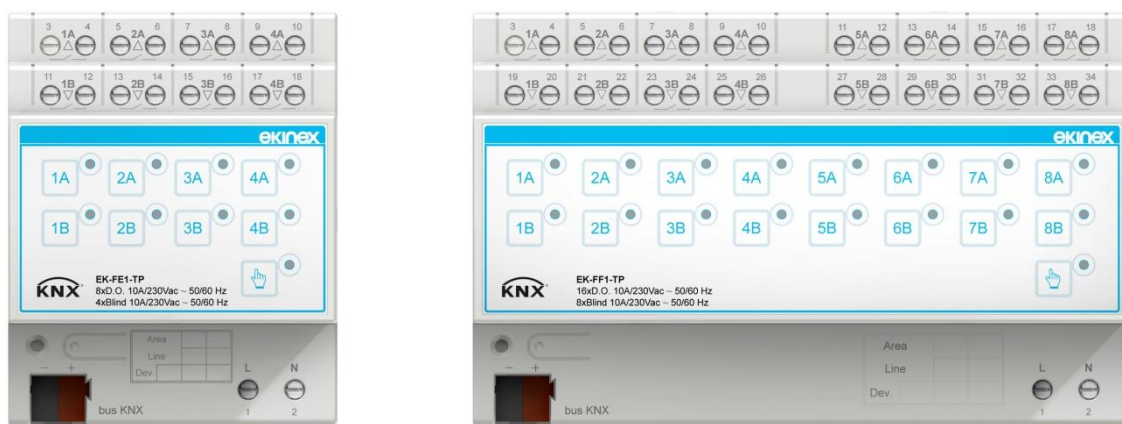 3 1A 4 5 2A 6 7 3A 8 9 4A 10
11 1B 12 13 2B 14 15 3B 16 17 4B 18
ekinex
1A 2A 3A 4A
1B 2B 3B 4B
KNX
EK-FE1-TP
8xD.O. 10A/230Vac ~ 50/60 Hz
4xBlind 10A/230Vac ~ 50/60 Hz
Area
Line
Dev.
− +
bus KNX
L N
1 2
3 1A 4 5 2A 6 7 3A 8 9 4A 10 11 5A 12 13 6A 14 15 7A 16 17 8A 18
19 1B 20 21 2B 22 23 3B 24 25 4B 26 27 5B 28 29 6B 30 31 7B 32 33 8B 34
ekinex
1A 2A 3A 4A 5A 6A 7A 8A
1B 2B 3B 4B 5B 6B 7B 8B
KNX
EK-FF1-TP
16xD.O. 10A/230Vac ~ 50/60 Hz
8xBlind 10A/230Vac ~ 50/60 Hz
Area
Line
Dev.
− +
bus KNX
L N
1 2